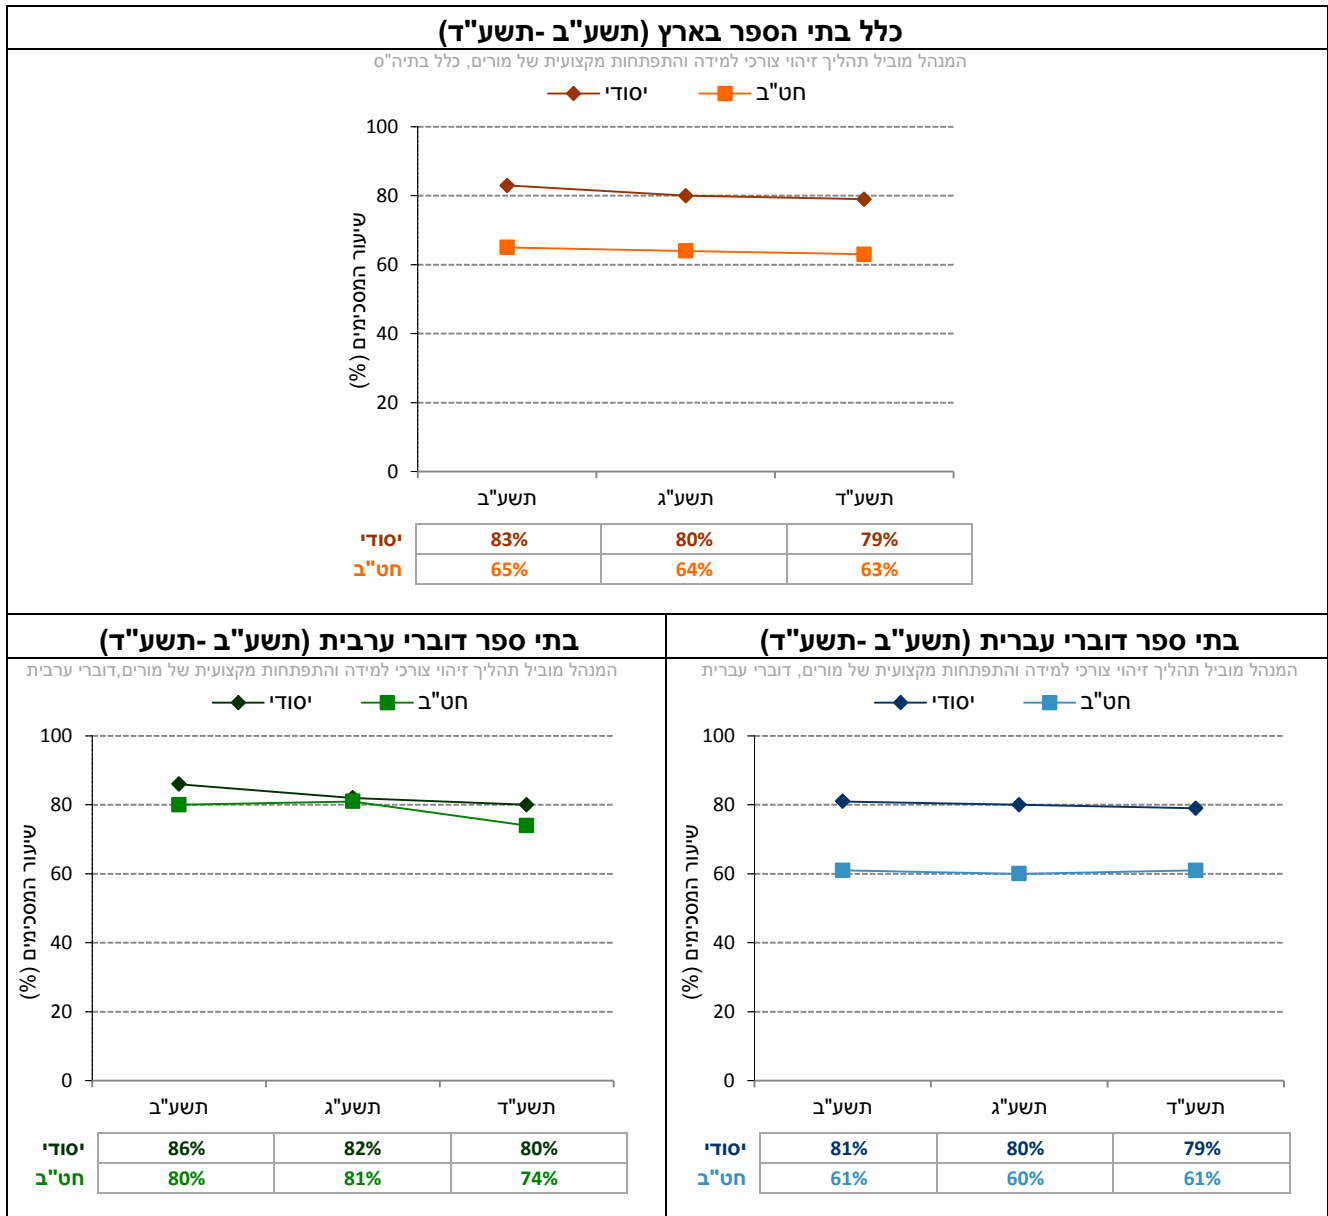 כלל בתי הספר בארץ (תשע"ב -תשע"ד)
המנהל מוביל תהליך זיהוי צורכי למידה והתפתחות מקצועית של מורים, כלל בתיה"ס
יסודי חט"ב
שיעור המסכימים (%)
100
80
60
40
20
0
תשע"ב תשע"ג תשע"ד
יסודי 83% 80% 79%
חט"ב 65% 64% 63%
בתי ספר דוברי עברית (תשע"ב -תשע"ד)
המנהל מוביל תהליך זיהוי צורכי למידה והתפתחות מקצועית של מורים, דוברי עברית
יסודי חט"ב
שיעור המסכימים (%)
100
80
60
40
20
0
תשע"ב תשע"ג תשע"ד
יסודי 81% 80% 79%
חט"ב 61% 60% 61%
בתי ספר דוברי ערבית (תשע"ב -תשע"ד)
המנהל מוביל תהליך זיהוי צורכי למידה והתפתחות מקצועית של מורים,דוברי ערבית
יסודי חט"ב
שיעור המסכימים (%)
100
80
60
40
20
0
תשע"ב תשע"ג תשע"ד
יסודי 86% 82% 80%
חט"ב 80% 81% 74%